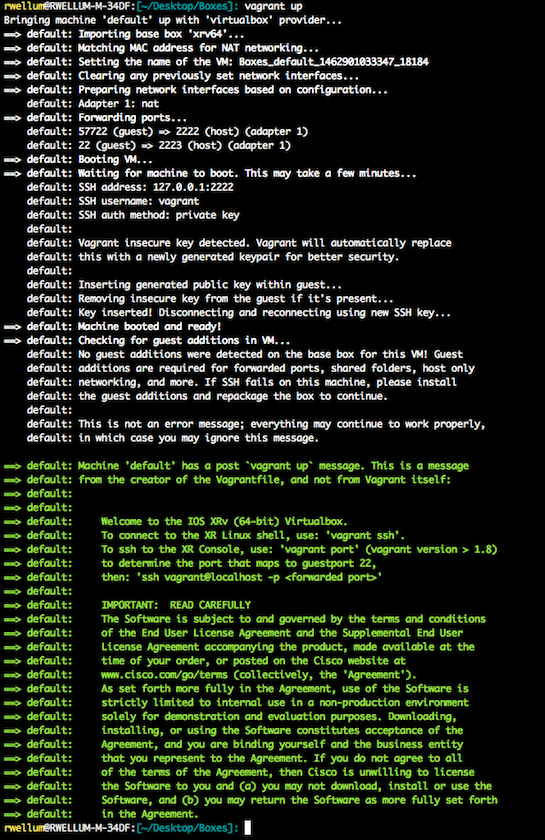 rwellum@RWELLUM-M-34DF:[~/Desktop/Boxes]: vagrant up
Bringing machine 'default' up with 'virtualbox' provider...
==> default: Importing base box 'xrv64'...
==> default: Matching MAC address for NAT networking...
==> default: Setting the name of the VM: Boxes_default_1462901033347_18184
==> default: Clearing any previously set network interfaces...
==> default: Preparing network interfaces based on configuration...
    default: Adapter 1: nat
==> default: Forwarding ports...
    default: 57722 (guest) => 2222 (host) (adapter 1)
    default: 22 (guest) => 2223 (host) (adapter 1)
==> default: Booting VM...
==> default: Waiting for machine to boot. This may take a few minutes...
    default: SSH address: 127.0.0.1:2222
    default: SSH username: vagrant
    default: SSH auth method: private key
    default:
    default: Vagrant insecure key detected. Vagrant will automatically replace
    default: this with a newly generated keypair for better security.
    default:
    default: Inserting generated public key within guest...
    default: Removing insecure key from the guest if it's present...
    default: Key inserted! Disconnecting and reconnecting using new SSH key...
==> default: Machine booted and ready!
==> default: Checking for guest additions in VM...
    default: No guest additions were detected on the base box for this VM! Guest
    default: additions are required for forwarded ports, shared folders, host only
    default: networking, and more. If SSH fails on this machine, please install
    default: the guest additions and repackage the box to continue.
    default:
    default: This is not an error message; everything may continue to work properly,
    default: in which case you may ignore this message.
==> default: Machine 'default' has a post `vagrant up` message. This is a message
==> default: from the creator of the Vagrantfile, and not from Vagrant itself:
==> default:
==> default:
==> default:     Welcome to the IOS XRv (64-bit) Virtualbox.
==> default:     To connect to the XR Linux shell, use: 'vagrant ssh'.
==> default:     To ssh to the XR Console, use: 'vagrant port' (vagrant version > 1.8)
==> default:     to determine the port that maps to guestport 22,
==> default:     then: 'ssh vagrant@localhost -p <forwarded port>'
==> default:
==> default:     IMPORTANT:  READ CAREFULLY
==> default:     The Software is subject to and governed by the terms and conditions
==> default:     of the End User License Agreement and the Supplemental End User
==> default:     License Agreement accompanying the product, made available at the
==> default:     time of your order, or posted on the Cisco website at
==> default:     www.cisco.com/go/terms (collectively, the 'Agreement').
==> default:     As set forth more fully in the Agreement, use of the Software is
==> default:     strictly limited to internal use in a non-production environment
==> default:     solely for demonstration and evaluation purposes. Downloading,
==> default:     installing, or using the Software constitutes acceptance of the
==> default:     Agreement, and you are binding yourself and the business entity
==> default:     that you represent to the Agreement. If you do not agree to all
==> default:     of the terms of the Agreement, then Cisco is unwilling to license
==> default:     the Software to you and (a) you may not download, install or use the
==> default:     Software, and (b) you may return the Software as more fully set forth
==> default:     in the Agreement.
rwellum@RWELLUM-M-34DF:[~/Desktop/Boxes]: